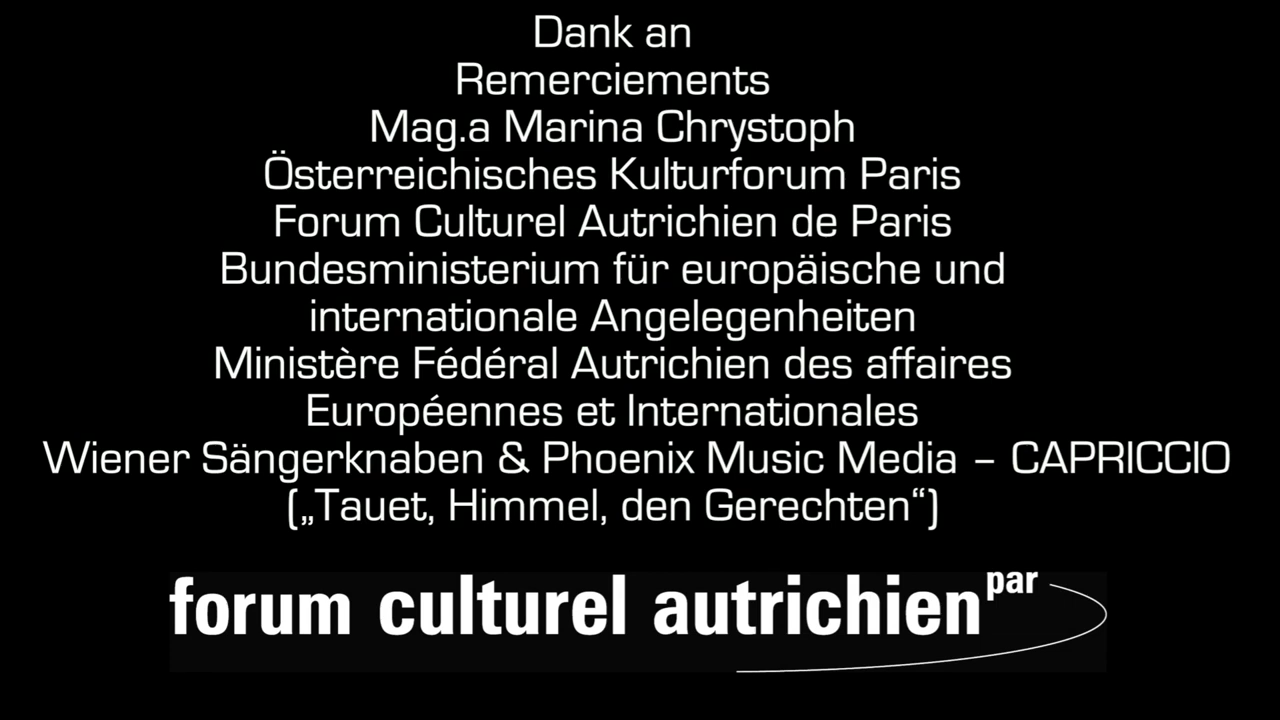 Dank an
Remerciements
Mag.a Marina Chrystoph
Österreichisches Kulturforum Paris
Forum Culturel Autrichien de Paris
Bundesministerium für europäische und
internationale Angelegenheiten
Ministère Fédéral Autrichien des affaires
Européennes et Internationales
Wiener Sängerknaben & Phoenix Music Media – CAPRICCIO
(„Tauet, Himmel, den Gerechten“)
forum culturel autrichien par